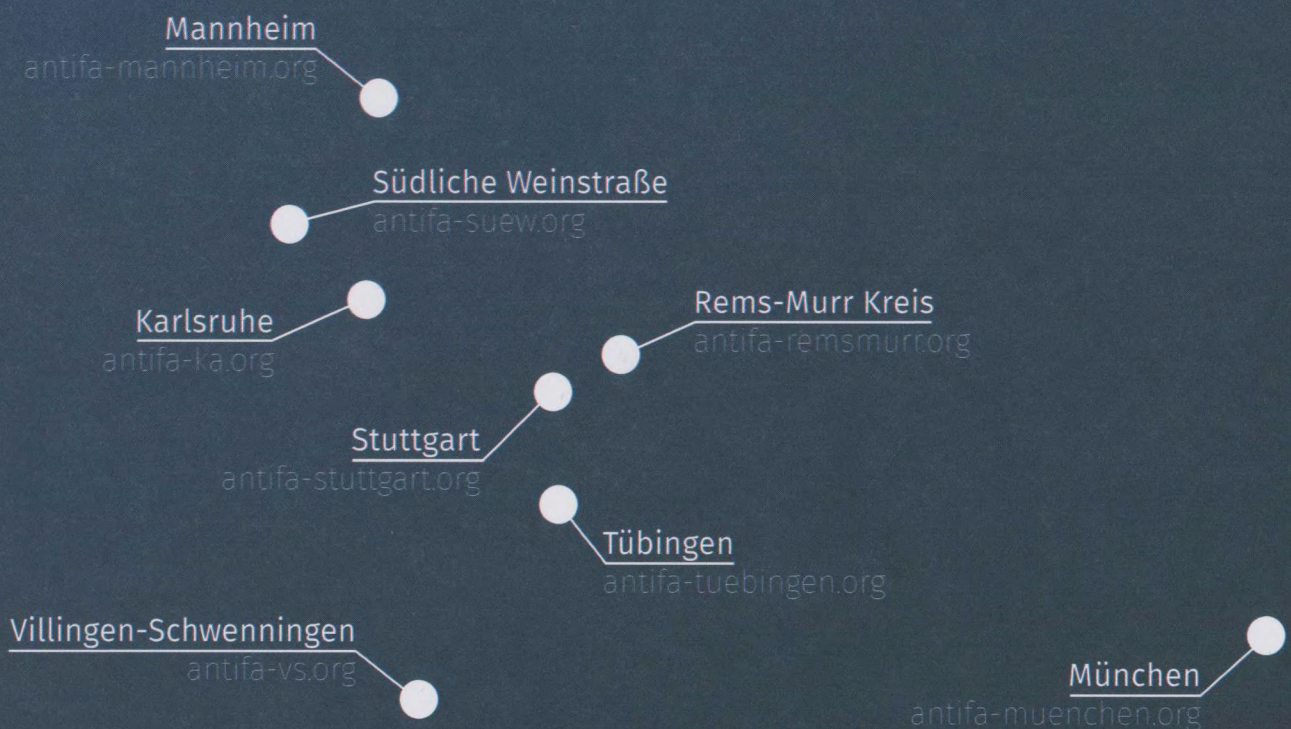 Mannheim
antifa-mannheim.org
Südliche Weinstraße
antifa-suew.org
Rems-Murr Kreis
antifa-remsmurr.org
Karlsruhe
antifa-ka.org
Stuttgart
antifa-stuttgart.org
Tübingen
antifa-tuebingen.org
Villingen-Schwenningen
antifa-vs.org
München
antifa-muenchen.org